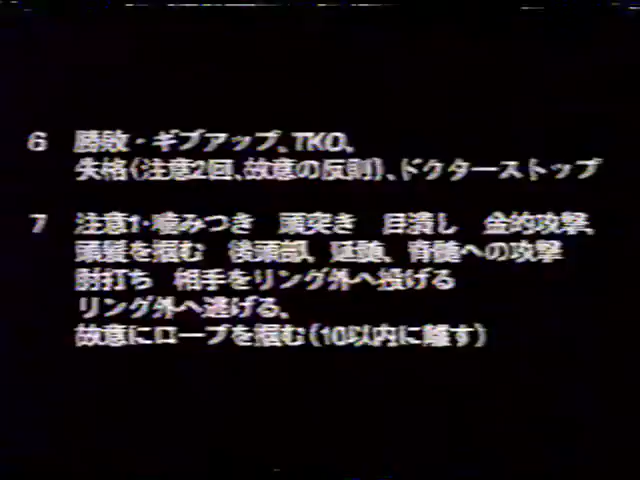 6 勝敗・ギブアップ、TKO、
失格(注意2回、故意の反則)、ドクターストップ
7 注意1・噛みつき 頭突き 目潰し 金的攻撃、
頭髪を掴む 後頭部、延髄、脊髄への攻撃
肘打ち 相手をリング外へ投げる
リング外へ逃げる、
故意にロープを掴む(10以内に離す)